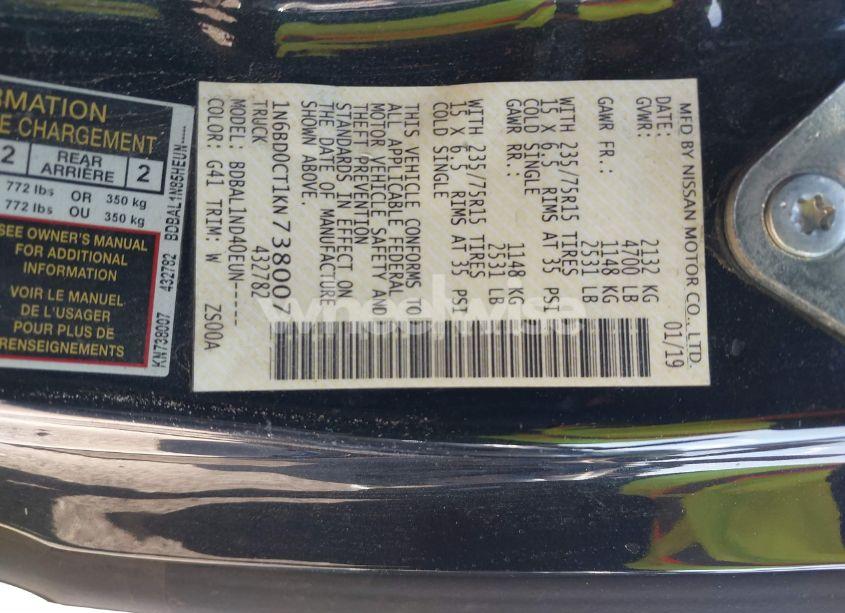 RMATION
E CHARGEMENT
2 REAR ARRIÈRE 2
772 lbs OR 350 kg
772 lbs OU 350 kg
SEE OWNER'S MANUAL
FOR ADDITIONAL
INFORMATION
VOIR LE MANUEL
DE L'USAGER
POUR PLUS DE
RENSEIGNEMENTS
KN738007 432782 BDBAL1N85HEUN-----
MFD BY NISSAN MOTOR CO., LTD.
DATE: 01/19
GVWR: 2132 KG
4700 LB
GAWR FR: 1148 KG
2531 LB
WITH 235/75R15 TIRES
15 X 6.5 RIMS AT 35 PSI
COLD SINGLE
GAWR RR: 1148 KG
2531 LB
WITH 235/75R15 TIRES
15 X 6.5 RIMS AT 35 PSI
COLD SINGLE
THIS VEHICLE CONFORMS TO
ALL APPLICABLE FEDERAL
MOTOR VEHICLE SAFETY AND
THEFT PREVENTION
STANDARDS IN EFFECT ON
THE DATE OF MANUFACTURE
SHOWN ABOVE.
1N6BD0CT1KN738007
TRUCK 432782
MODEL: BDBAL1ND40EUN-----
COLOR: G41 TRIM: W ZS00A
wheelwise